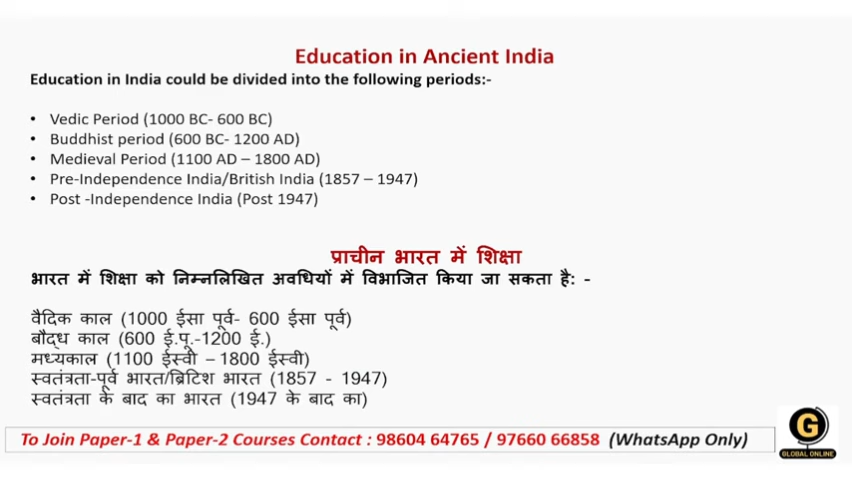 Education in Ancient India
Education in India could be divided into the following periods:-
• Vedic Period (1000 BC- 600 BC)
• Buddhist period (600 BC- 1200 AD)
• Medieval Period (1100 AD – 1800 AD)
• Pre-Independence India/British India (1857 – 1947)
• Post -Independence India (Post 1947)
प्राचीन भारत में शिक्षा
भारत में शिक्षा को निम्नलिखित अवधियों में विभाजित किया जा सकता है: -
वैदिक काल (1000 ईसा पूर्व- 600 ईसा पूर्व)
बौद्ध काल (600 ई.पू.-1200 ई.)
मध्यकाल (1100 ईस्वी – 1800 ईस्वी)
स्वतंत्रता-पूर्व भारत/ब्रिटिश भारत (1857 - 1947)
स्वतंत्रता के बाद का भारत (1947 के बाद का)
To Join Paper-1 & Paper-2 Courses Contact : 98604 64765 / 97660 66858 (WhatsApp Only)
G
GLOBAL ONLINE